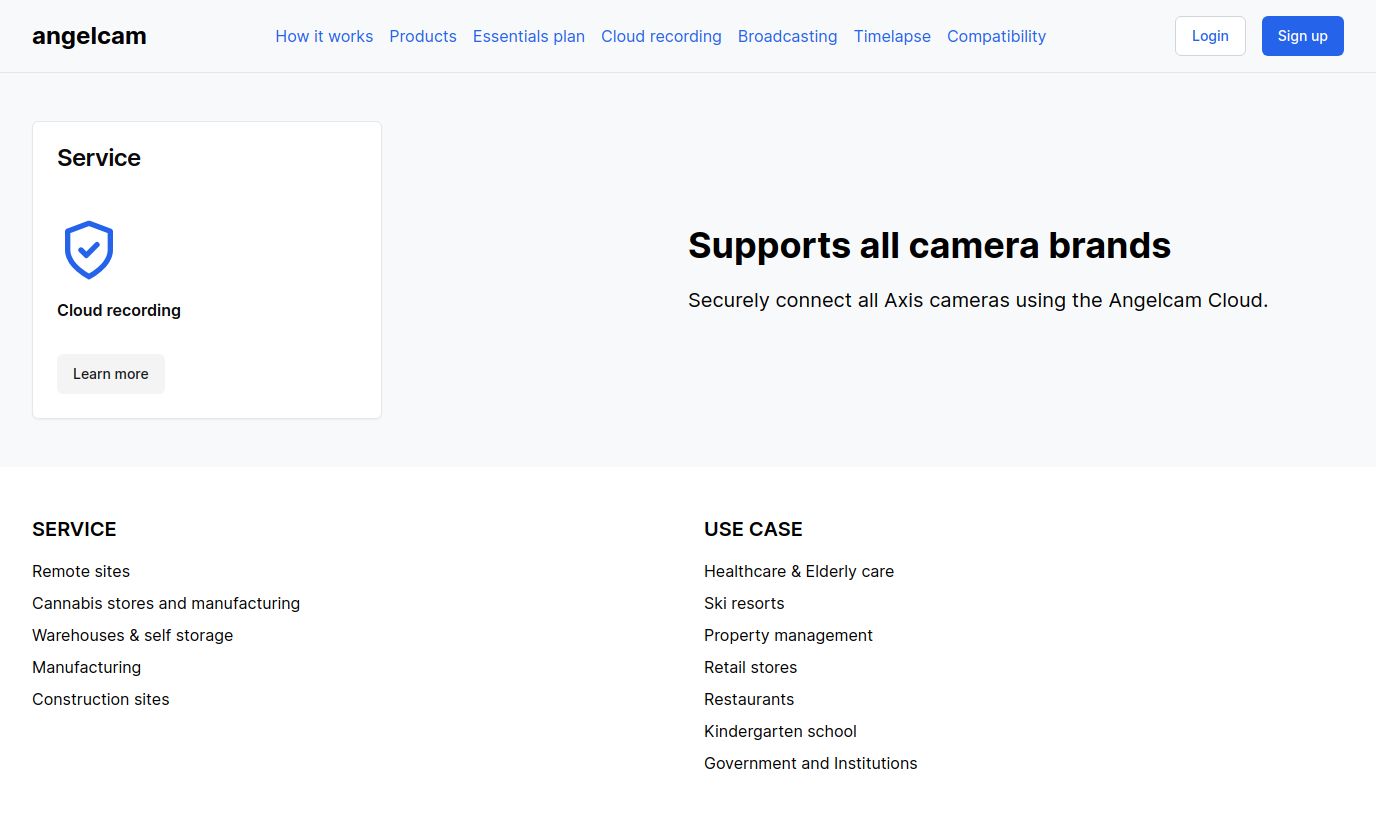 angelcam
How it works Products Essentials plan Cloud recording Broadcasting Timelapse Compatibility
Login
Sign up
Service
Cloud recording
Learn more
Supports all camera brands
Securely connect all Axis cameras using the Angelcam Cloud.
SERVICE
Remote sites
Cannabis stores and manufacturing
Warehouses & self storage
Manufacturing
Construction sites
USE CASE
Healthcare & Elderly care
Ski resorts
Property management
Retail stores
Restaurants
Kindergarten school
Government and Institutions